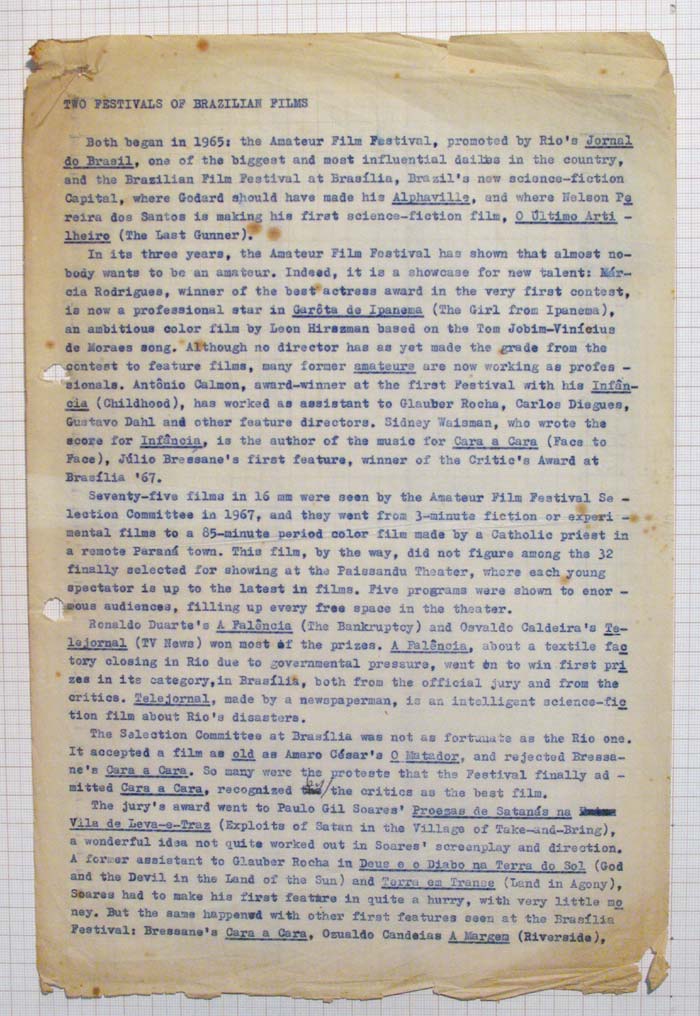 TWO FESTIVALS OF BRAZILIAN FILMS
Both began in 1965: the Amateur Film Festival, promoted by Rio's Jornal
do Brasil, one of the biggest and most influential dailies in the country,
and the Brazilian Film Festival at Brasília, Brazil's new science-fiction
Capital, where Godard should have made his Alphaville, and where Nelson Pe
reira dos Santos is making his first science-fiction film, O Último Arti -
lheiro (The Last Gunner).
In its three years, the Amateur Film Festival has shown that almost no-
body wants to be an amateur. Indeed, it is a showcase for new talent: Már-
cia Rodrigues, winner of the best actress award in the very first contest,
is now a professional star in Garôta de Ipanema (The Girl from Ipanema),
an ambitious color film by Leon Hirszman based on the Tom Jobim-Vinícius
de Moraes song. Although no director has as yet made the grade from the
contest to feature films, many former amateurs are now working as profes -
sionals. Antônio Calmon, award-winner at the first Festival with his Infân-
cia (Childhood), has worked as assistant to Glauber Rocha, Carlos Diegues,
Gustavo Dahl and other feature directors. Sidney Waisman, who wrote the
score for Infância, is the author of the music for Cara a Cara (Face to
Face), Júlio Bressane's first feature, winner of the Critic's Award at
Brasília '67.
Seventy-five films in 16 mm were seen by the Amateur Film Festival Se -
lection Committee in 1967, and they went from 3-minute fiction or experi -
mental films to a 85-minute period color film made by a Catholic priest in
a remote Paraná town. This film, by the way, did not figure among the 32
finally selected for showing at the Paissandu Theater, where each young
spectator is up to the latest in films. Five programs were shown to enor -
mous audiences, filling up every free space in the theater.
Ronaldo Duarte's A Falência (The Bankruptcy) and Osvaldo Caldeira's Te-
lejornal (TV News) won most of the prizes. A Falência, about a textile fac
tory closing in Rio due to governmental pressure, went on to win first pri
zes in its category,in Brasília, both from the official jury and from the
critics. Telejornal, made by a newspaperman, is an intelligent science-fic
tion film about Rio's disasters.
The Selection Committee at Brasília was not as fortunate as the Rio one.
It accepted a film as old as Amaro César's O Matador, and rejected Bressa-
ne's Cara a Cara. So many were the protests that the Festival finally ad -
mitted Cara a Cara, recognized by the critics as the best film.
The jury's award went to Paulo Gil Soares' Proezas de Satanás na
Vila de Leva-e-Traz (Exploits of Satan in the Village of Take-and-Bring),
a wonderful idea not quite worked out in Soares' screenplay and direction.
A former assistant to Glauber Rocha in Deus e o Diabo na Terra do Sol (God
and the Devil in the Land of the Sun) and Terra em Transe (Land in Agony),
Soares had to make his first feature in quite a hurry, with very little mo
ney. But the same happened with other first features seen at the Brasília
Festival: Bressane's Cara a Cara, Ozualdo Candeias A Margem (Riverside),